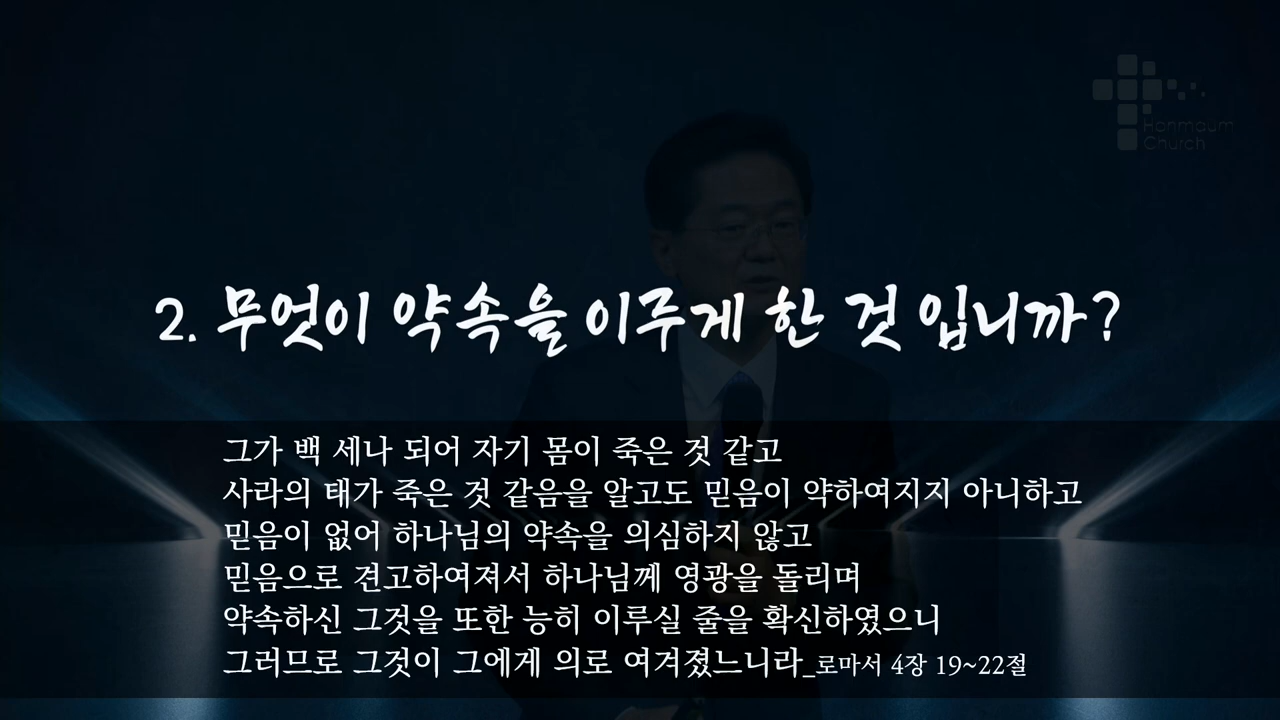 Hanmaum
Church
2. 무엇이 약속을 이루게 한 것 입니까?
그가 백 세나 되어 자기 몸이 죽은 것 같고
사라의 태가 죽은 것 같음을 알고도 믿음이 약하여지지 아니하고
믿음이 없어 하나님의 약속을 의심하지 않고
믿음으로 견고하여져서 하나님께 영광을 돌리며
약속하신 그것을 또한 능히 이루실 줄을 확신하였으니
그러므로 그것이 그에게 의로 여겨졌느니라_로마서 4장 19~22절